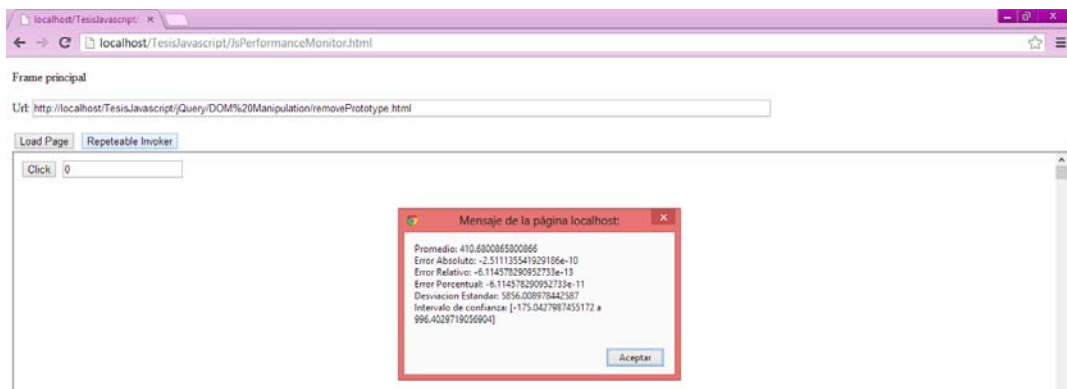 localhost/TesisJavascript/
localhost/TesisJavascript/JsPerformanceMonitor.html
Frame principal
Url: http://localhost/TesisJavascript/jQuery/DOM%20Manipulation/removePrototype.html
Load Page Repeteable Invoker
Click 0
Mensaje de la página localhost:
Promedio: 410.6800865800866
Error Absoluto: -2.511135541929186e-10
Error Relativo: -6.114578290952733e-13
Error Porcentual: -6.114578290952733e-11
Desviacion Estandar: 5856.008978442587
Intervalo de confianza: [-175.0427987455172 a
996.4029719056904]
Aceptar